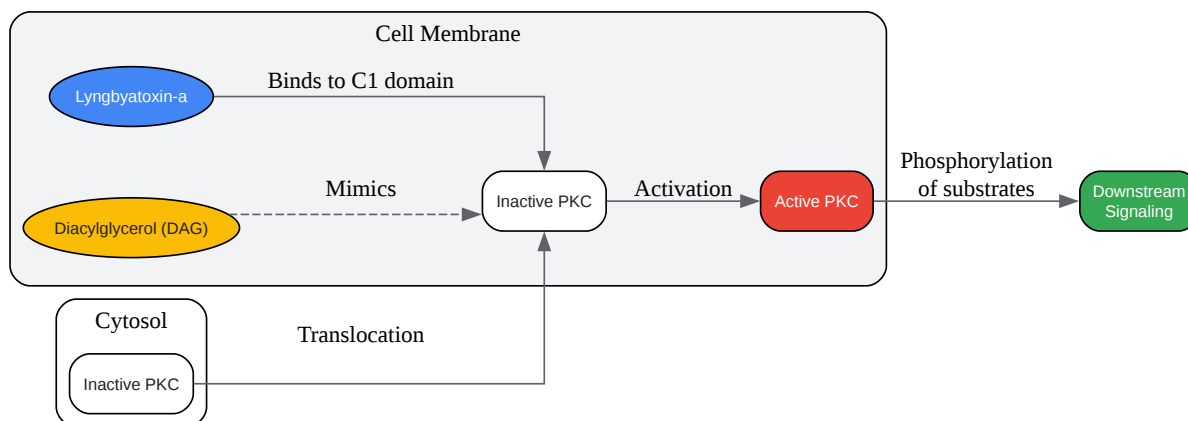 Cell Membrane
Lyngbyatoxin-a
Binds to C1 domain
Mimics
Diacylglycerol (DAG)
Inactive PKC
Activation
Active PKC
Phosphorylation
of substrates
Downstream
Signaling
Cytosol
Translocation
Inactive PKC